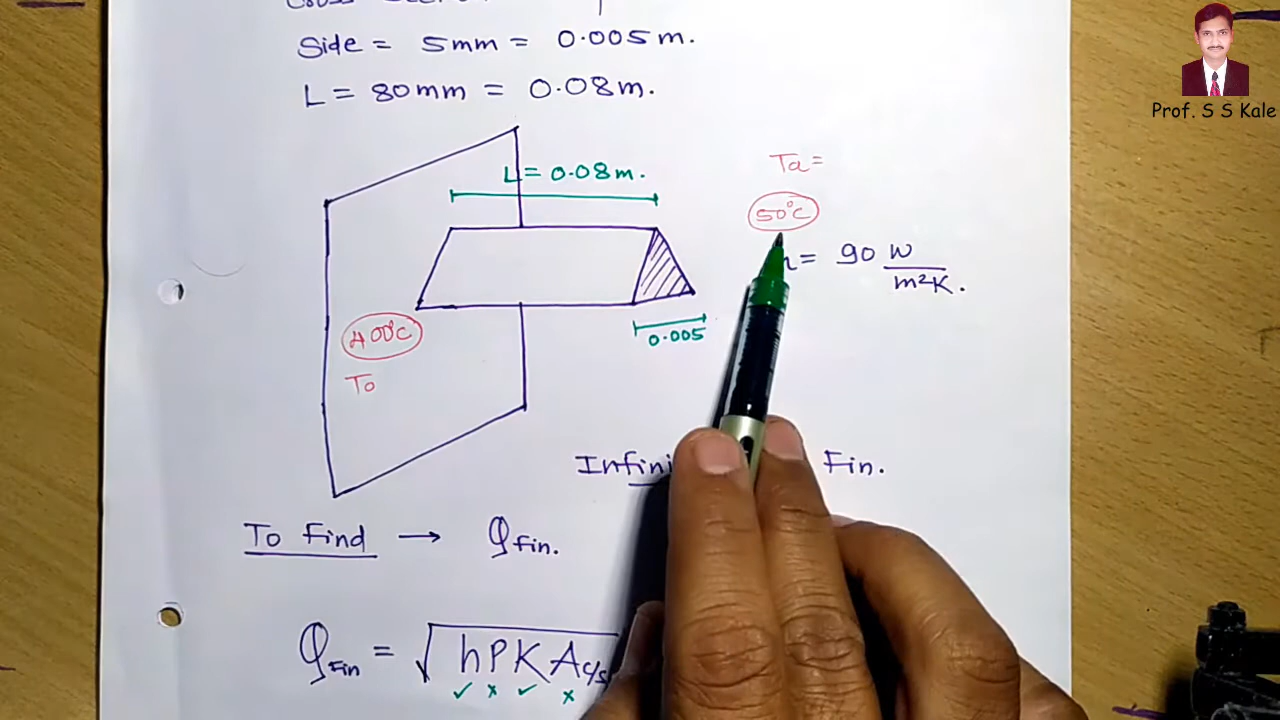 Side = 5mm = 0.005m.
L = 80mm = 0.08m.
Prof. S S Kale
L = 0.08m.
Ta =
50°C
h = 90 W
m²K.
0.005
400°C
To
Fin.
To Find → Qfin.
QFin = √hPKAc/s
✓ × ✓ ×